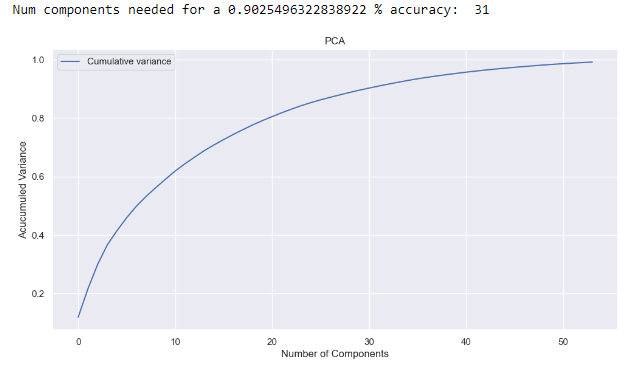 Num components needed for a 0.9025496322838922 % accuracy:  31
PCA
Cumulative variance
1.0
0.8
0.6
0.4
0.2
Acucumuled Variance
0 10 20 30 40 50
Number of Components